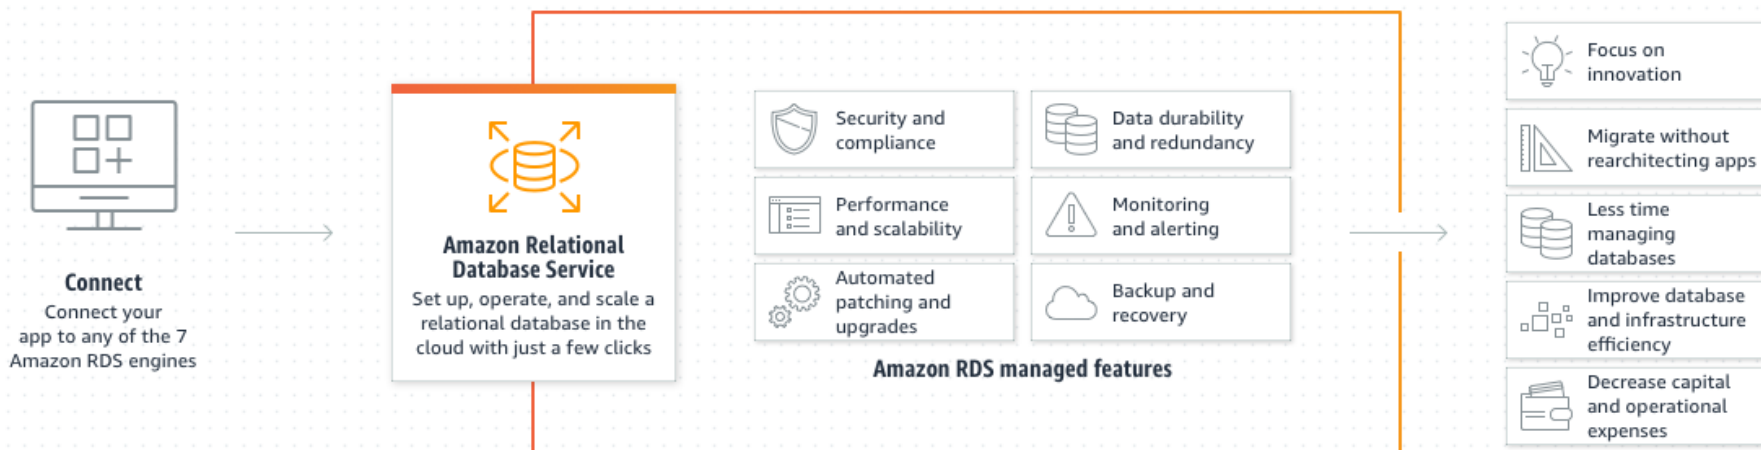 Connect
Connect your
app to any of the 7
Amazon RDS engines
Amazon Relational
Database Service
Set up, operate, and scale a
relational database in the
cloud with just a few clicks
Security and
compliance
Data durability
and redundancy
Performance
and scalability
Monitoring
and alerting
Automated
patching and
upgrades
Backup and
recovery
Amazon RDS managed features
Focus on
innovation
Migrate without
rearchitecting apps
Less time
managing
databases
Improve database
and infrastructure
efficiency
Decrease capital
and operational
expenses